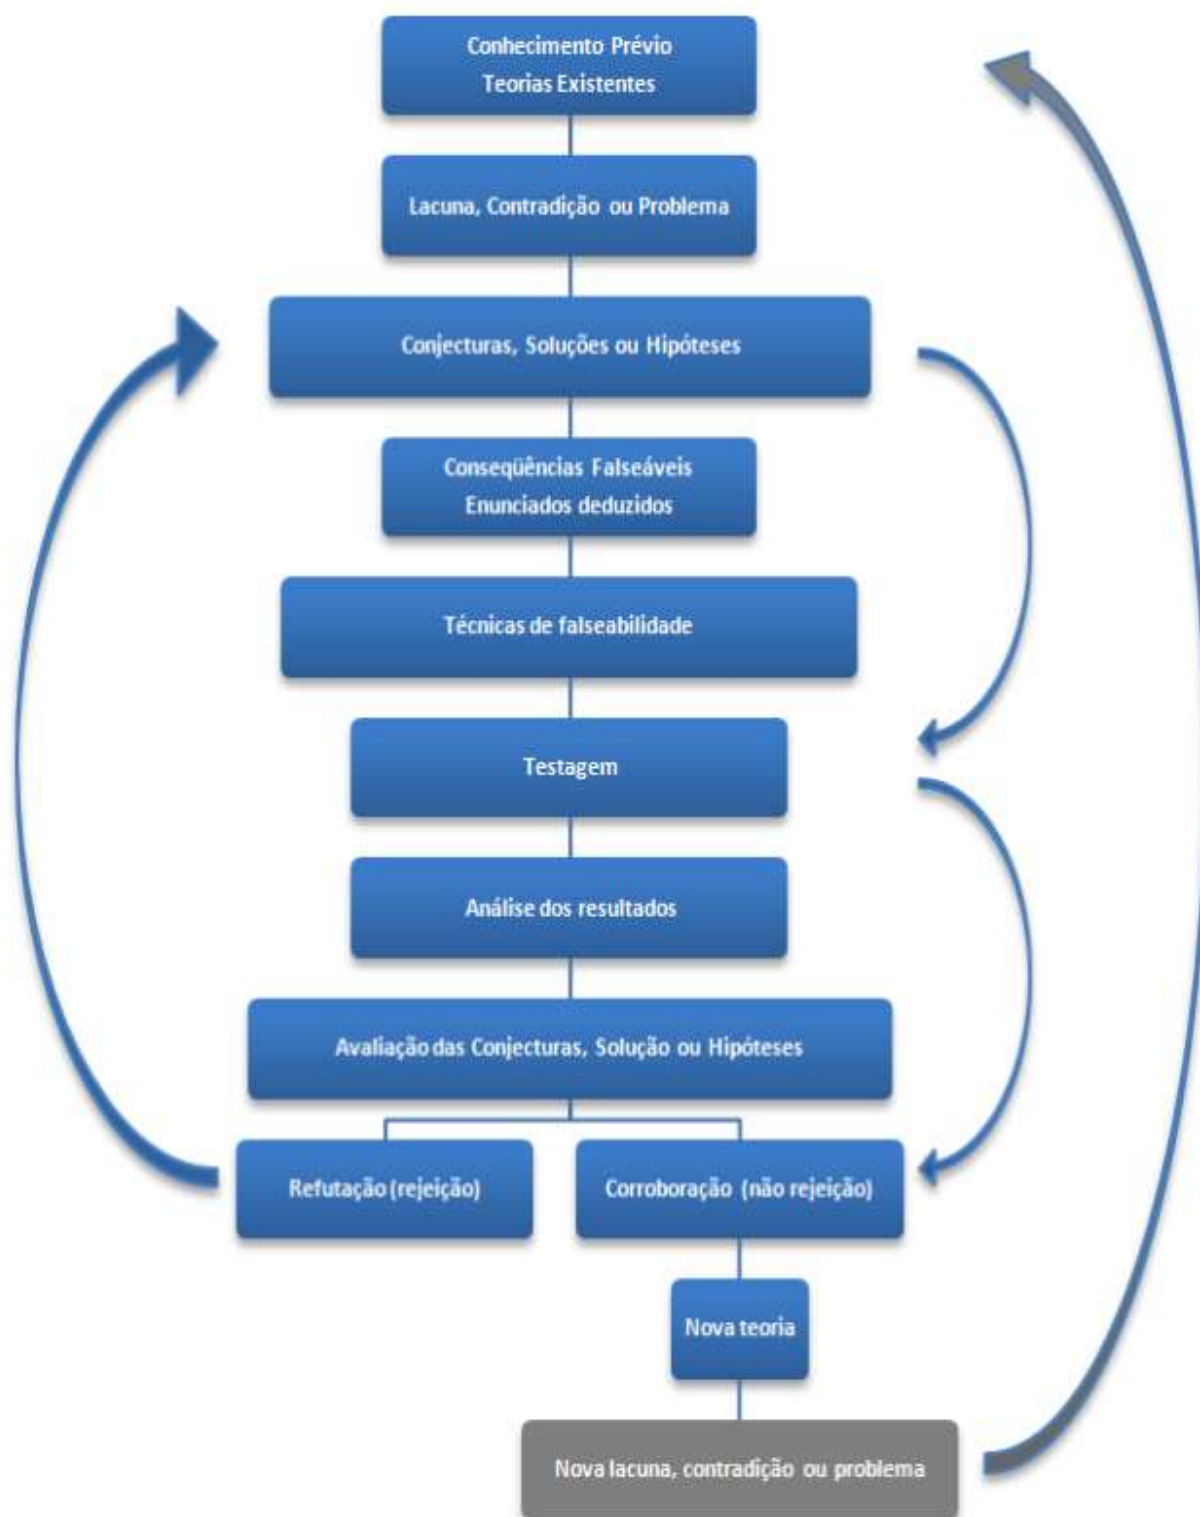 Conhecimento Prévio
Teorias Existentes
Lacuna, Contradição ou Problema
Conjecturas, Soluções ou Hipóteses
Conseqüências Falseáveis
Enunciados deduzidos
Técnicas de falseabilidade
Testagem
Análise dos resultados
Avaliação das Conjecturas, Solução ou Hipóteses
Refutação (rejeição)
Corroboração (não rejeição)
Nova teoria
Nova lacuna, contradição ou problema